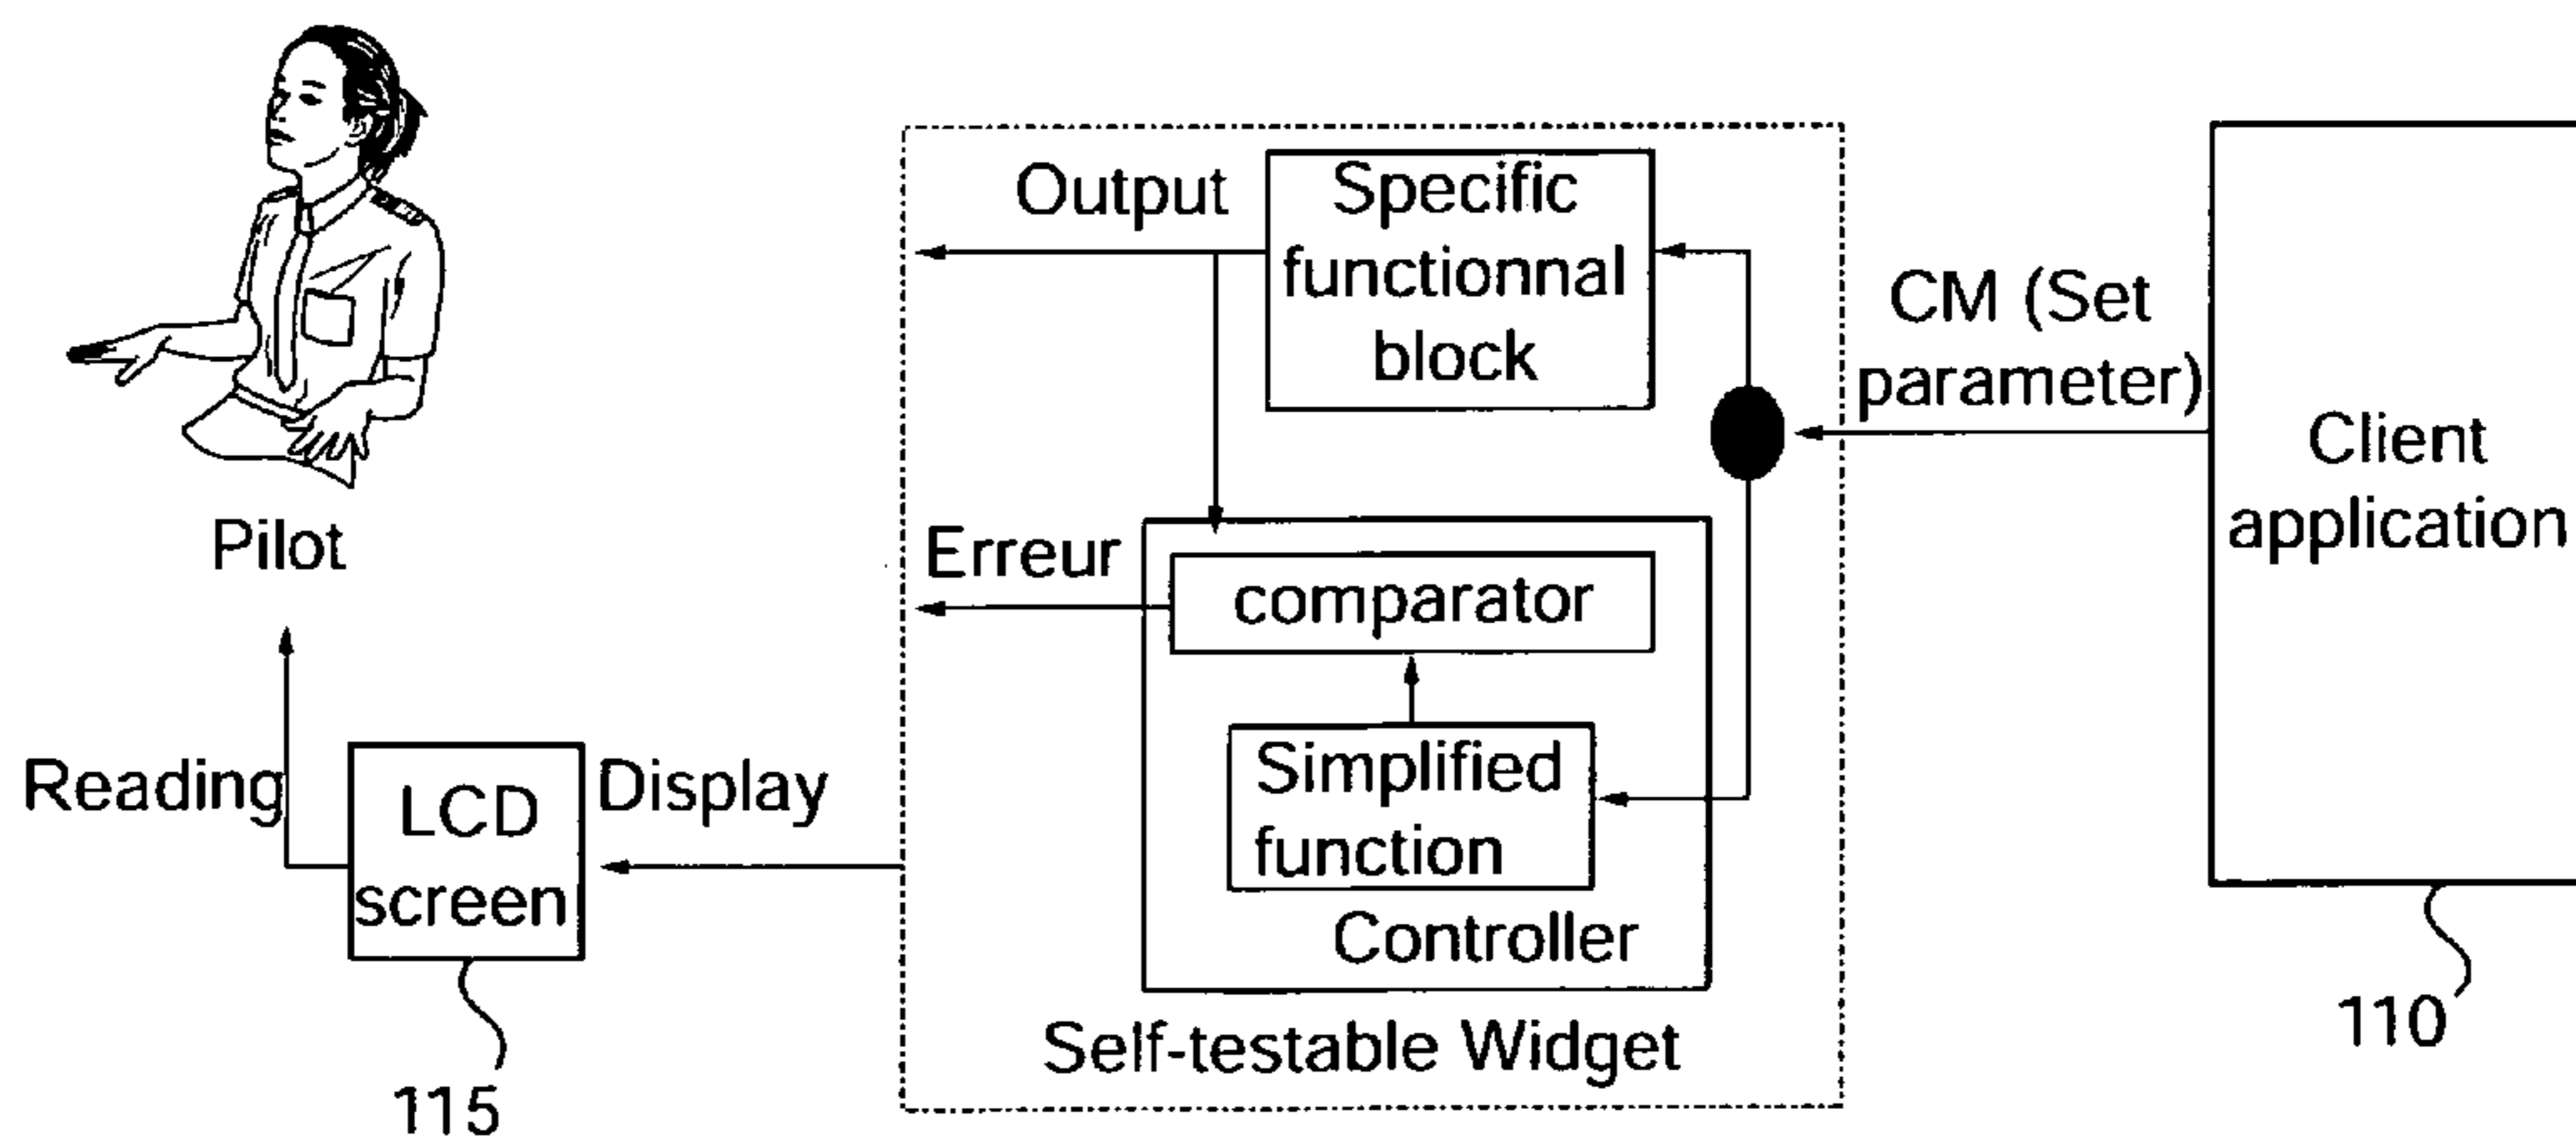 Pilot
Reading
LCD
screen
115
Display
Output
Specific
functionnal
block
Erreur
comparator
Simplified
function
Controller
Self-testable Widget
CM (Set
parameter)
Client
application
110